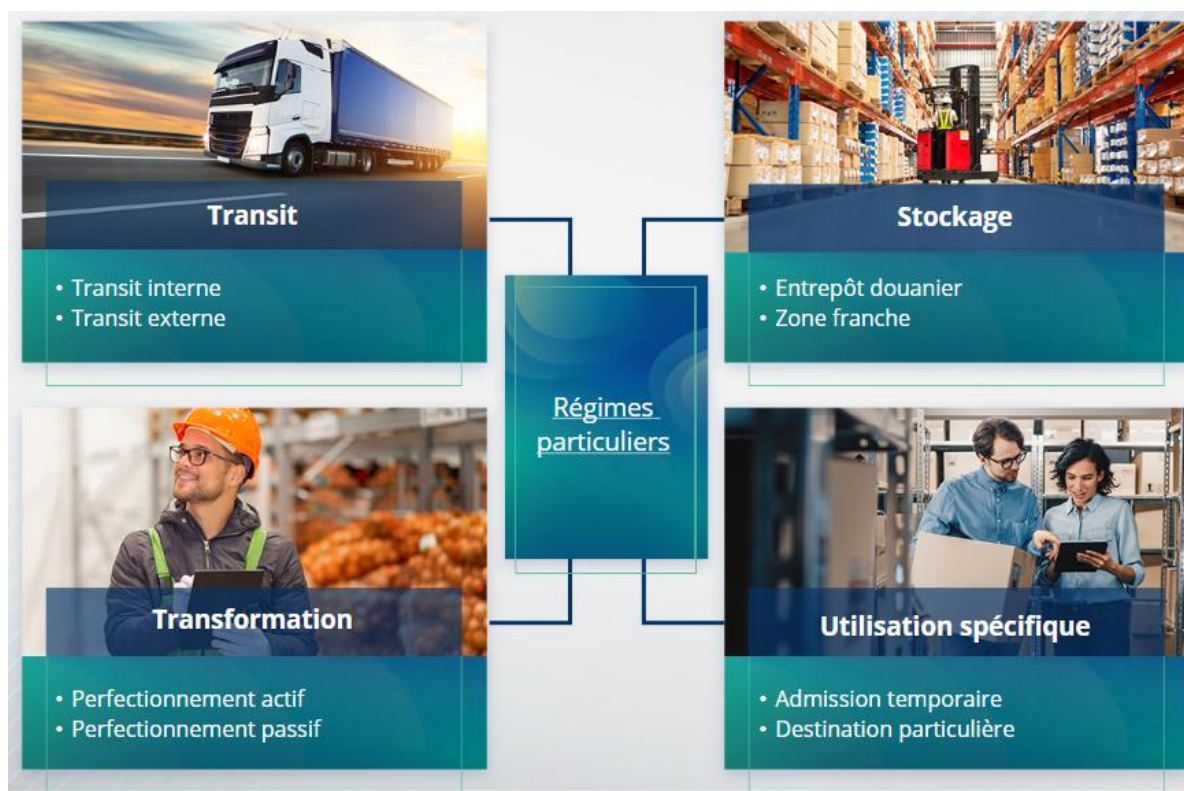 Transit
• Transit interne
• Transit externe
Stockage
• Entrepôt douanier
• Zone franche
Régimes
particuliers
Transformation
• Perfectionnement actif
• Perfectionnement passif
Utilisation spécifique
• Admission temporaire
• Destination particulière